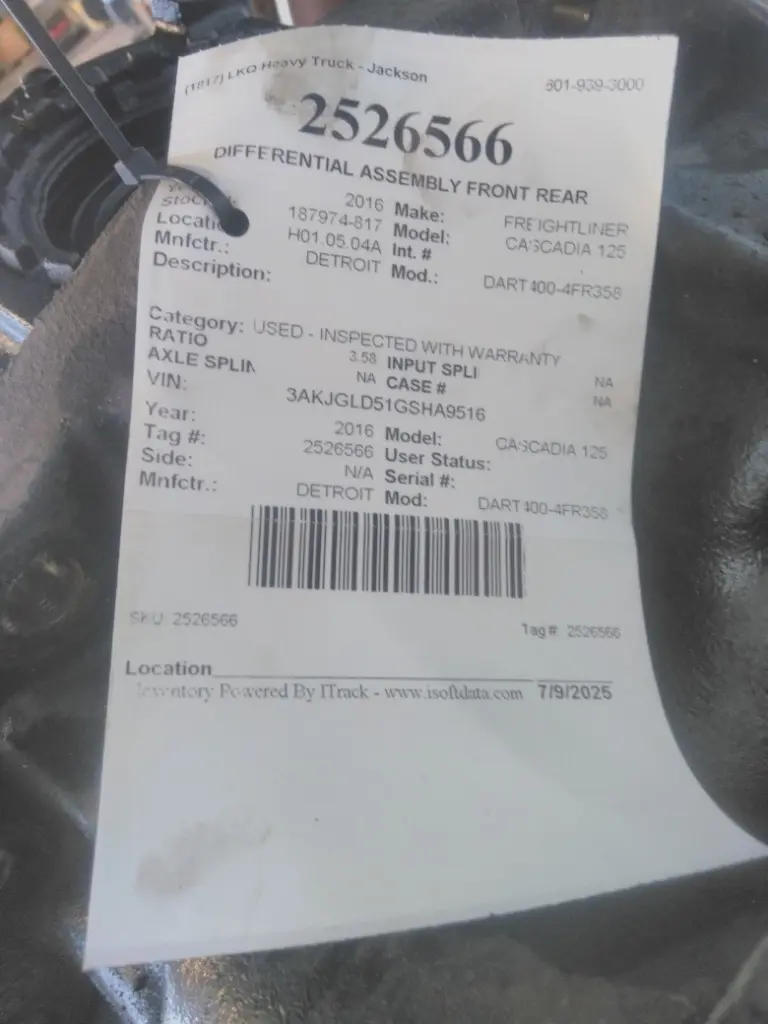 (1817) LKQ Heavy Truck - Jackson 601-939-3000
2526566
DIFFERENTIAL ASSEMBLY FRONT REAR
2016 Make: FREIGHTLINER
Stock#: 187974-817 Model: CASCADIA 125
Locatio H01.05.04A Int. #
Mnfctr.: DETROIT Mod.: DART400-4FR358
Description:
Category: USED - INSPECTED WITH WARRANTY
RATIO 3.58 INPUT SPLI NA
AXLE SPLIN NA CASE # NA
VIN: 3AKJGLD51GSHA9516
Year: 2016 Model: CASCADIA 125
Tag #: 2526566 User Status:
Side: N/A Serial #:
Mnfctr.: DETROIT Mod: DART400-4FR358
SKU: 2526566 Tag#: 2526566
Location
Inventory Powered By ITrack - www.isoftdata.com 7/9/2025